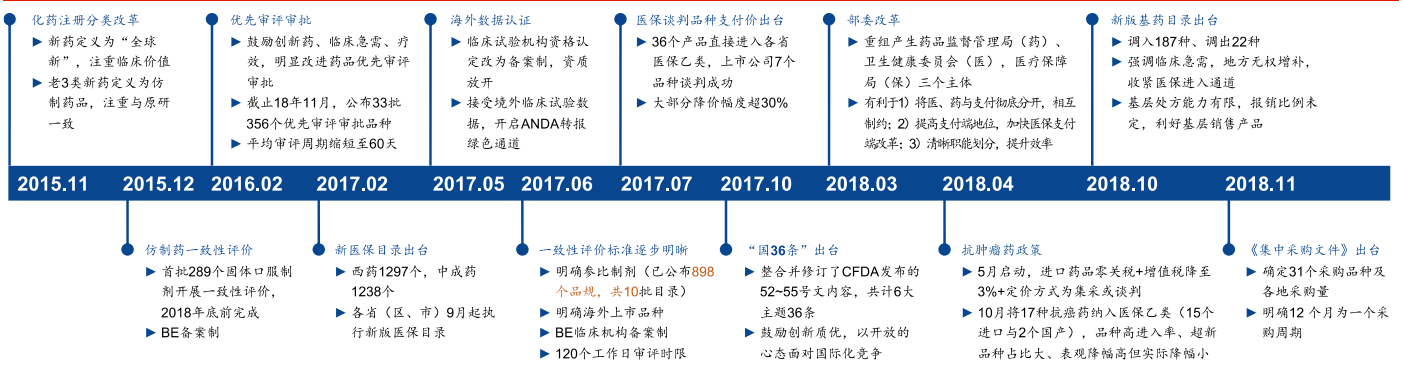 化药注册分类改革
新药定义为“全球
新”，注重临床价值
老3类新药定义为仿
制药品，注重与原研
一致
优先审评审批
鼓励创新药、临床急需、疗
效，明显改进药品优先审评
审批
截止18年11月，公布33批
356个优先审评审批品种
平均审评周期缩短至60天
海外数据认证
临床试验机构资格认
定改为备案制，资质
放开
接受境外临床试验数
据，开启ANDA转报
绿色通道
医保谈判品种支付价出台
36个产品直接进入各省
医保乙类，上市公司7个
品种谈判成功
大部分降价幅度超30%
部委改革
重组产生药品监督管理局（药）、
卫生健康委员会（医），医疗保障
局（保）三个主体
有利于1）将医、药与支付彻底分开，相互
制约；2）提高支付端地位，加快医保支付
端改革；3）清晰职能划分，提升效率
新版基药目录出台
调入187种、调出22种
强调临床急需，地方无权增补，
收紧医保进入通道
基层处方能力有限，报销比例未
定，利好基层销售产品
2015.11 2015.12 2016.02 2017.02 2017.05 2017.06 2017.07 2017.10 2018.03 2018.04 2018.10 2018.11
仿制药一致性评价
首批289个固体口服制
剂开展一致性评价，
2018年底前完成
BE备案制
新医保目录出台
西药1297个，中成药
1238个
各省（区、市）9月起执
行新版医保目录
一致性评价标准逐步明晰
明确参比制剂（已公布898
个品规，共10批目录）
明确海外上市品种
BE临床机构备案制
120个工作日审评时限
“国36条”出台
整合并修订了CFDA发布的
52~55号文内容，共计6大
主题36条
鼓励创新质优，以开放的
心态面对国际化竞争
抗肿瘤药政策
5月启动，进口药品零关税+增值税降至
3%+定价方式为集采或谈判
10月将17种抗癌药纳入医保乙类（15个
进口与2个国产），品种高进入率、超新
品种占比大、表观降幅高但实际降幅小
《集中采购文件》出台
确定31个采购品种及
各地采购量
明确12 个月为一个采
购周期